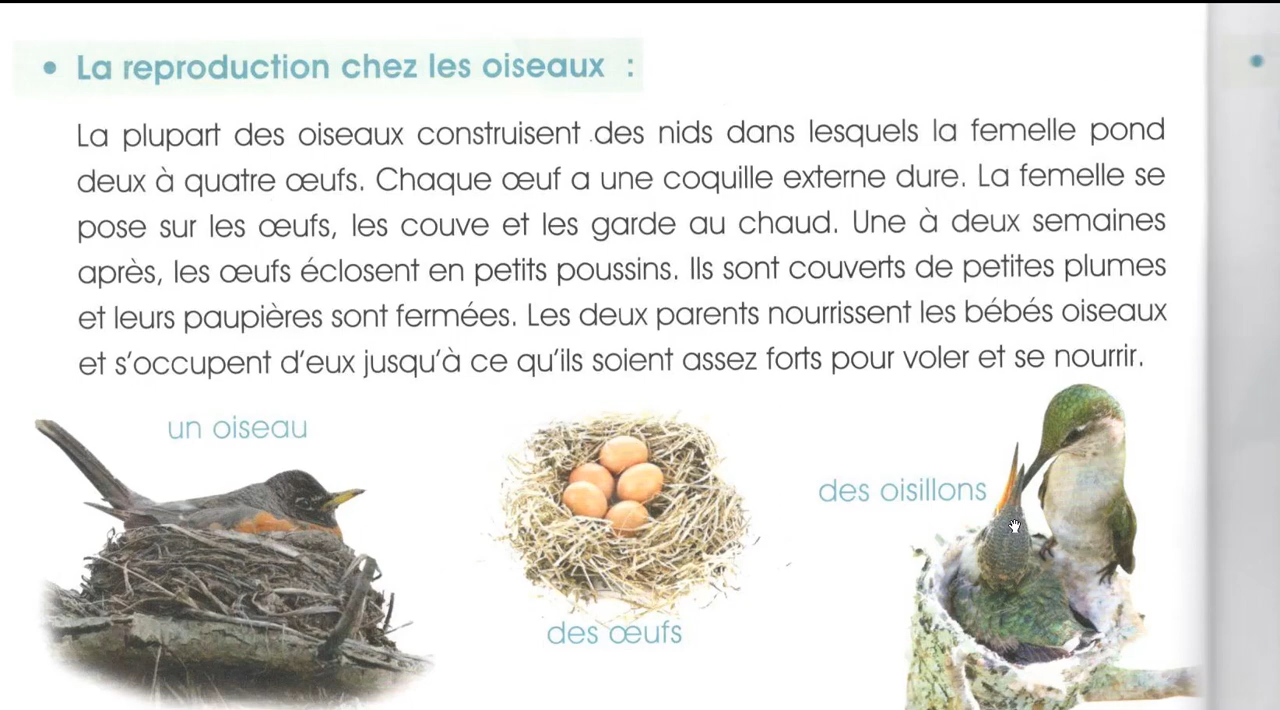 • La reproduction chez les oiseaux :
La plupart des oiseaux construisent des nids dans lesquels la femelle pond
deux à quatre œufs. Chaque œuf a une coquille externe dure. La femelle se
pose sur les œufs, les couve et les garde au chaud. Une à deux semaines
après, les œufs éclosent en petits poussins. Ils sont couverts de petites plumes
et leurs paupières sont fermées. Les deux parents nourrissent les bébés oiseaux
et s'occupent d'eux jusqu'à ce qu'ils soient assez forts pour voler et se nourrir.
un oiseau
des œufs
des oisillons